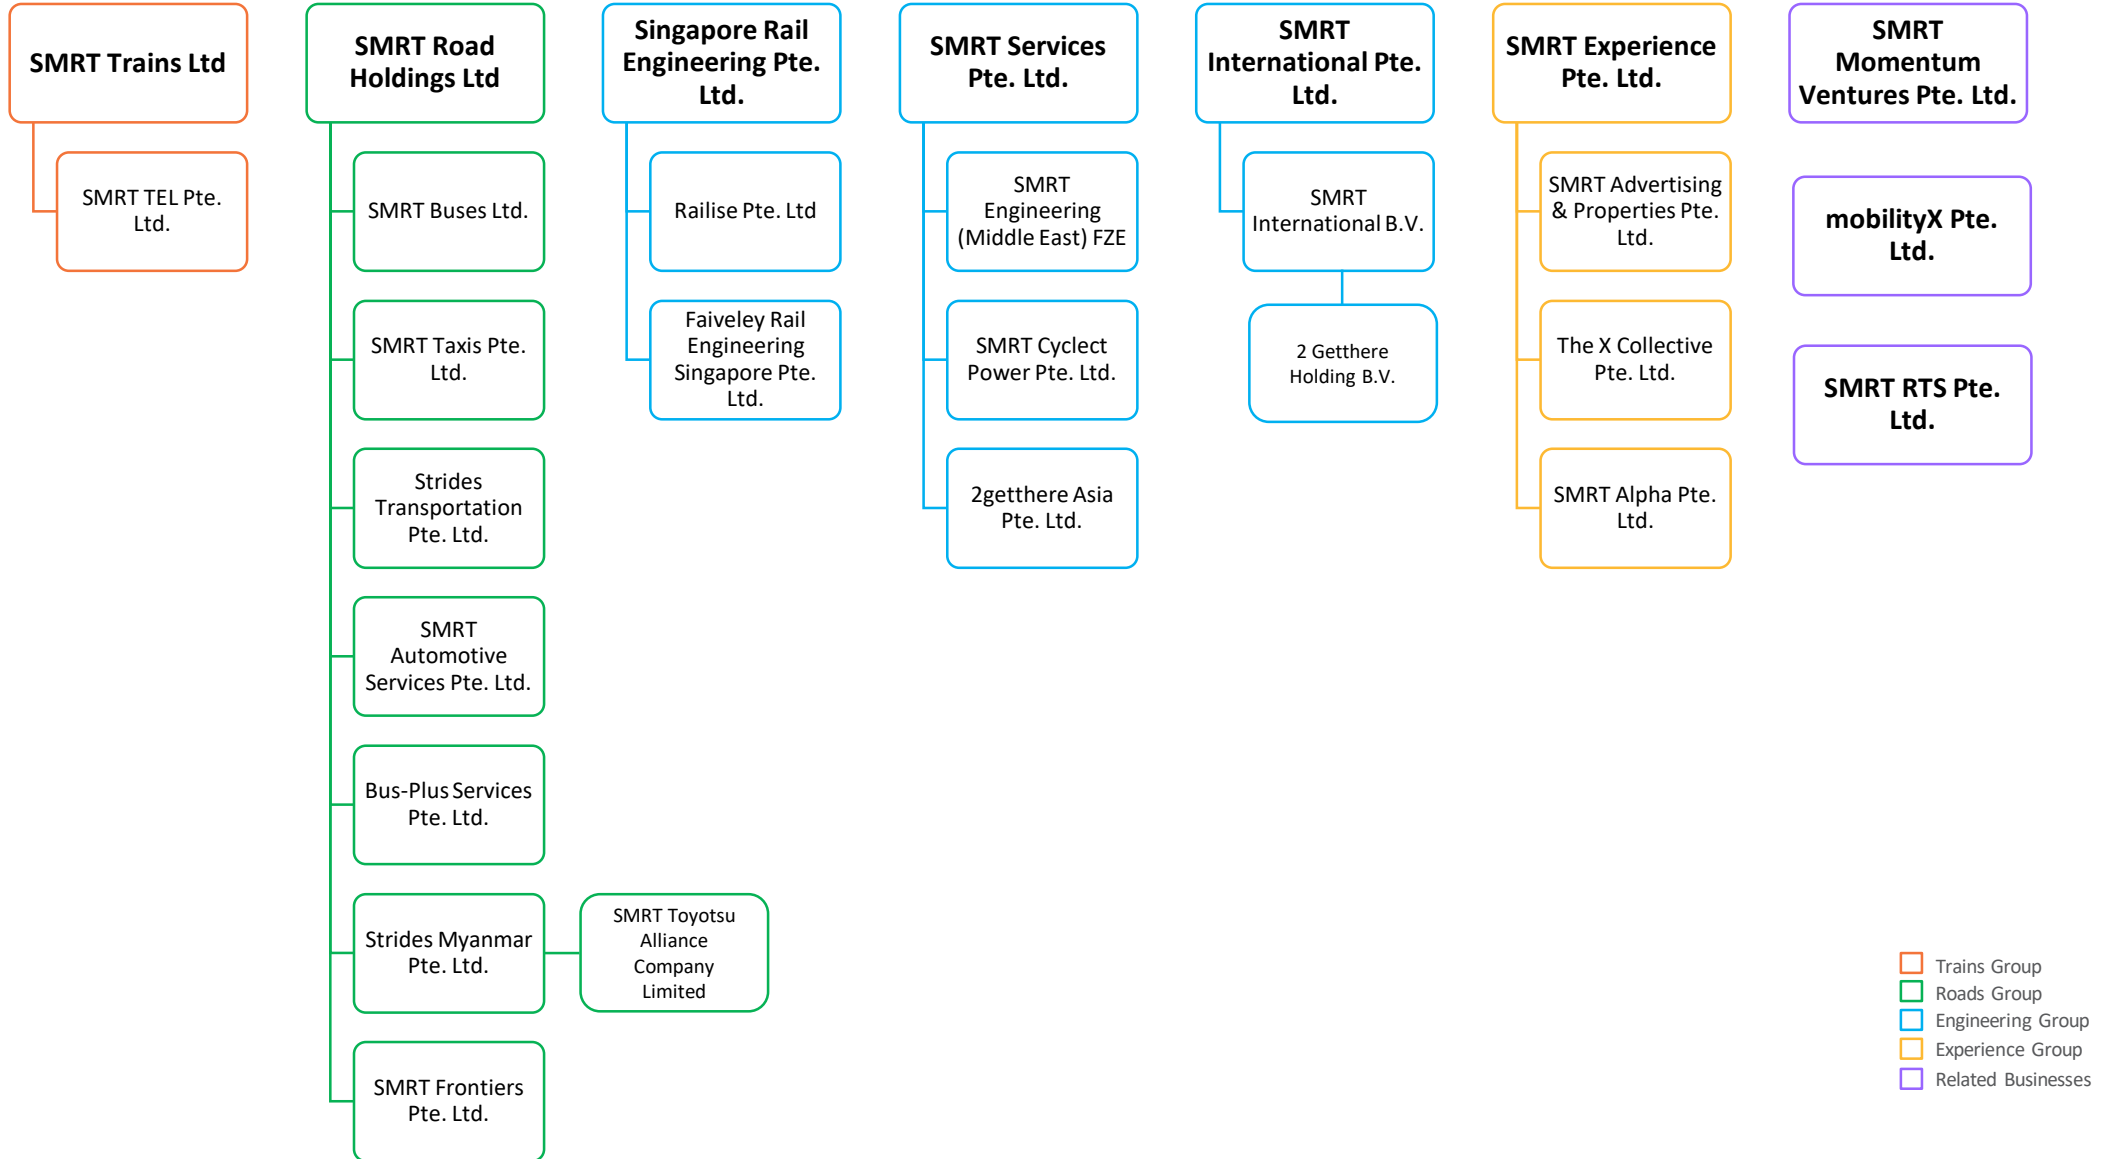 SMRT Trains Ltd
SMRT TEL Pte.
Ltd.
SMRT Road
Holdings Ltd
SMRT Buses Ltd.
SMRT Taxis Pte.
Ltd.
Strides
Transportation
Pte. Ltd.
SMRT
Automotive
Services Pte. Ltd.
Bus-Plus Services
Pte. Ltd.
Strides Myanmar
Pte. Ltd.
SMRT Toyotsu
Alliance
Company
Limited
SMRT Frontiers
Pte. Ltd.
Singapore Rail
Engineering Pte.
Ltd.
Railise Pte. Ltd
Faiveley Rail
Engineering
Singapore Pte.
Ltd.
SMRT Services
Pte. Ltd.
SMRT
Engineering
(Middle East) FZE
SMRT Cyclect
Power Pte. Ltd.
2getthere Asia
Pte. Ltd.
SMRT
International Pte.
Ltd.
SMRT
International B.V.
2 Getthere
Holding B.V.
SMRT Experience
Pte. Ltd.
SMRT Advertising
& Properties Pte.
Ltd.
The X Collective
Pte. Ltd.
SMRT Alpha Pte.
Ltd.
SMRT
Momentum
Ventures Pte. Ltd.
mobilityX Pte.
Ltd.
SMRT RTS Pte.
Ltd.
Trains Group
Roads Group
Engineering Group
Experience Group
Related Businesses